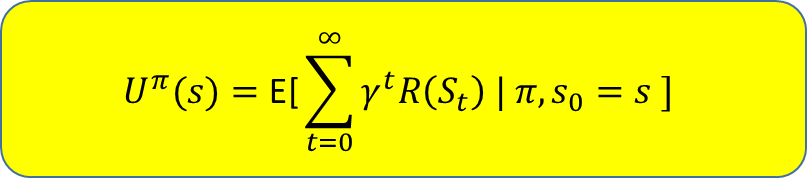 U^π(s) = E[ ∑_{t=0}^{∞} γ^t R(S_t) | π, s_0 = s ]